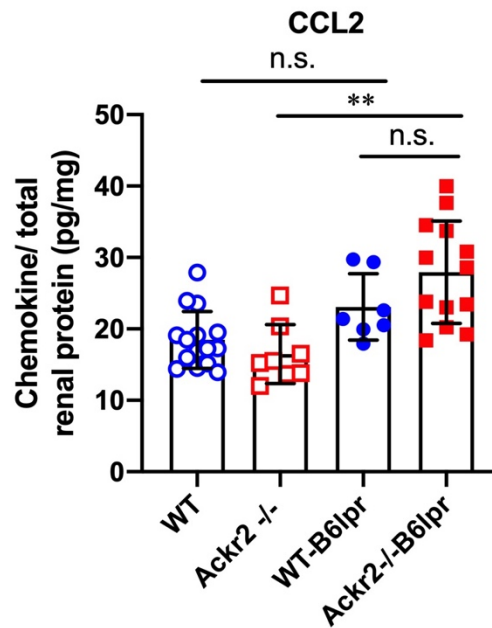 CCL2
n.s.
**
n.s.
Chemokine/ total
renal protein (pg/mg)
50
40
30
20
10
0
WT
Ackr2 -/-
WT-B6lpr
Ackr2-/-B6lpr